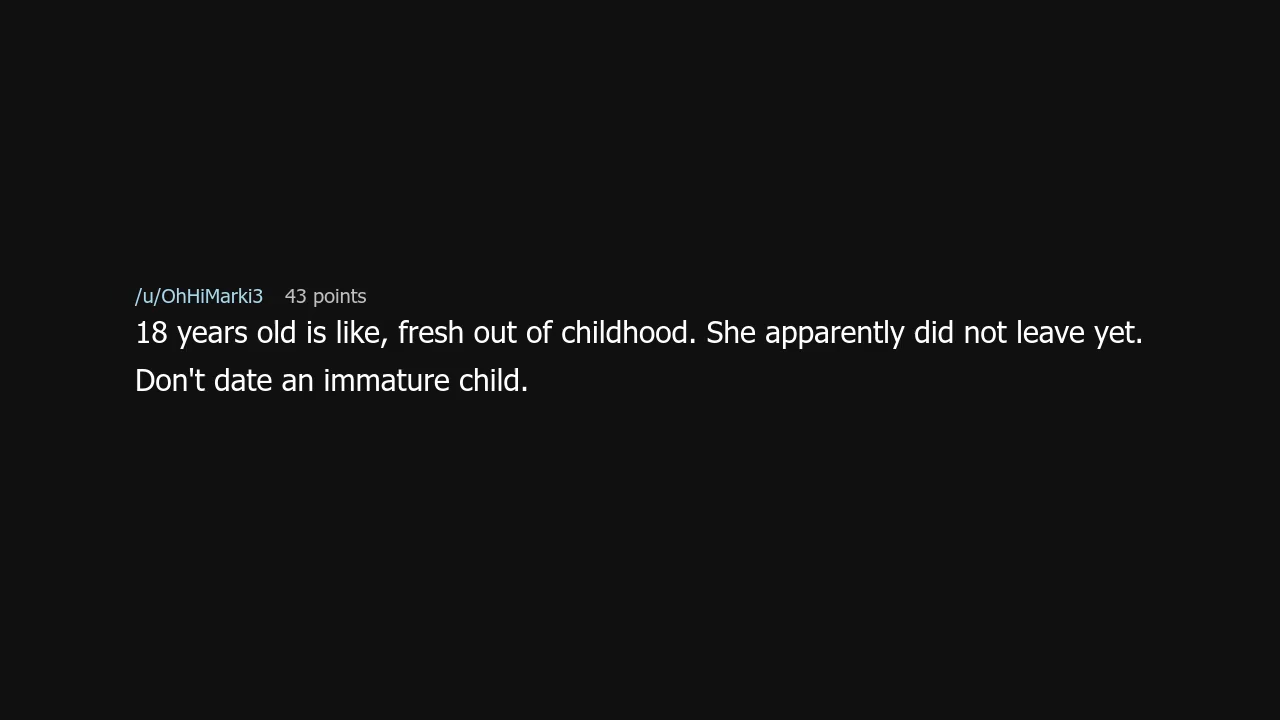 /u/OhHiMarki3 43 points
18 years old is like, fresh out of childhood. She apparently did not leave yet.
Don't date an immature child.